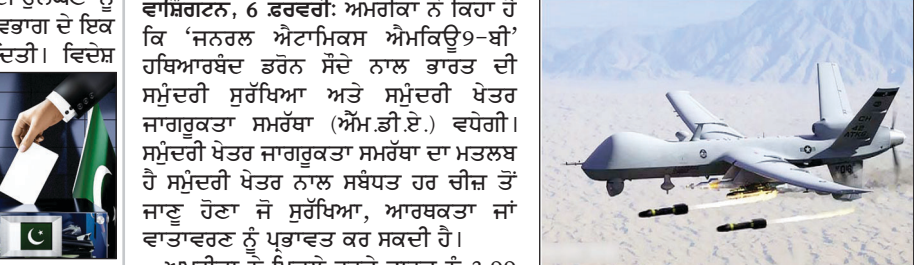 ਵਿਭਾਗ ਦੇ ਇਕ
ਵਿਦੇਸ਼
ਵਾਸ਼ਿੰਗਟਨ, 6 ਫ਼ਰਵਰੀ: ਅਮਰੀਕਾ ਨੇ ਕਿਹਾ ਹੈ
ਕਿ 'ਜਨਰਲ ਐਟਾਮਿਕਸ ਐਮਕਿਊ9-ਬੀ'
ਹਥਿਆਰਬੰਦ ਡਰੋਨ ਸੌਦੇ ਨਾਲ ਭਾਰਤ ਦੀ
ਸਮੁੰਦਰੀ ਸੁਰੱਖਿਆ ਅਤੇ ਸਮੁੰਦਰੀ ਖੇਤਰ
ਜਾਗਰੂਕਤਾ ਸਮਰੱਥਾ (ਐੱਮ.ਡੀ.ਏ.) ਵਧੇਗੀ।
ਸਮੁੰਦਰੀ ਖੇਤਰ ਜਾਗਰੂਕਤਾ ਸਮਰੱਥਾ ਦਾ ਮਤਲਬ
ਹੈ ਸਮੁੰਦਰੀ ਖੇਤਰ ਨਾਲ ਸਬੰਧਤ ਹਰ ਚੀਜ਼ ਤੋਂ
ਜਾਣੂ ਹੋਣਾ ਜੋ ਸੁਰੱਖਿਆ, ਆਰਥਕਤਾ ਜਾਂ
ਵਾਤਾਵਰਣ ਨੂੰ ਪ੍ਰਭਾਵਤ ਕਰ ਸਕਦੀ ਹੈ।
CH